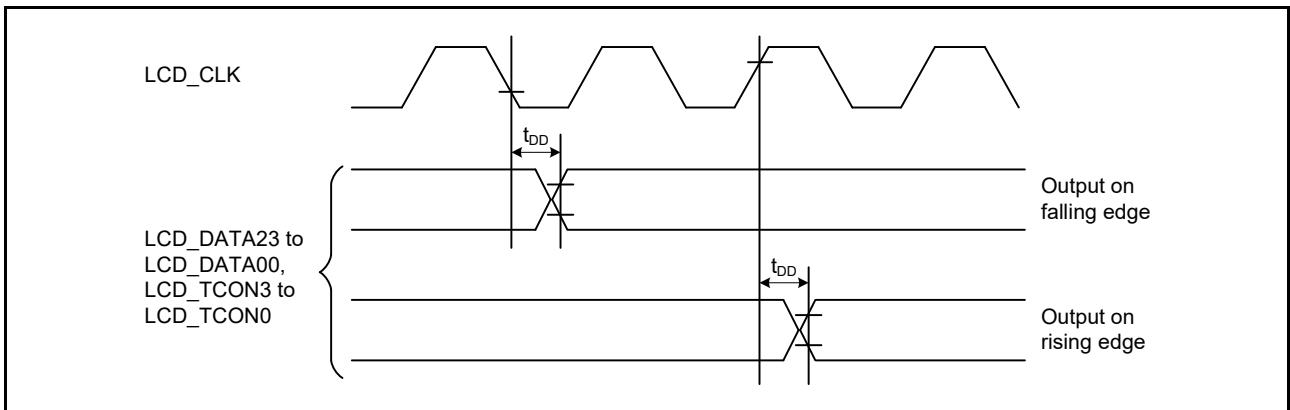 LCD_CLK
tDD
Output on
falling edge
LCD_DATA23 to
LCD_DATA00,
LCD_TCON3 to
LCD_TCON0
tDD
Output on
rising edge